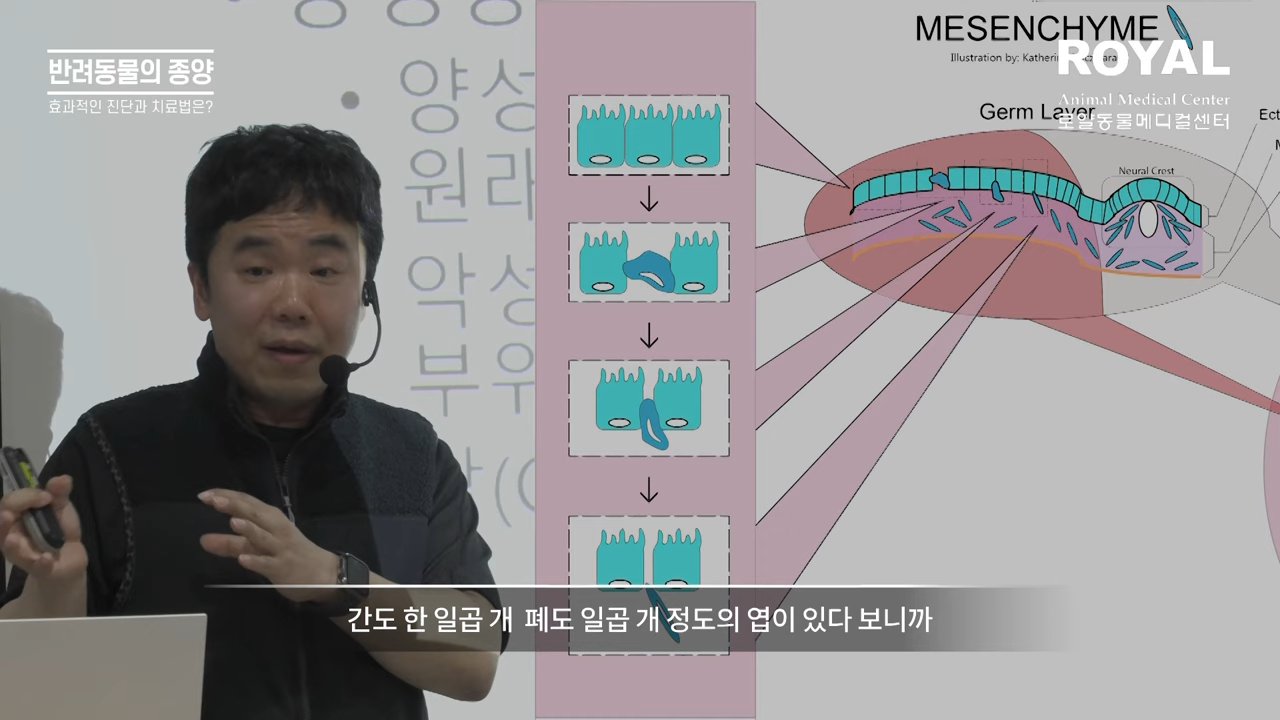 반려동물의 종양
효과적인 진단과 치료법은?
양성
원래
악성
MESENCHYME
Illustration by:
ROYAL
Animal Medical Center
로얄동물메디컬센터
Germ Layer
Neural Crest
간도 한 일곱 개 폐도 일곱 개 정도의 엽이 있다 보니까